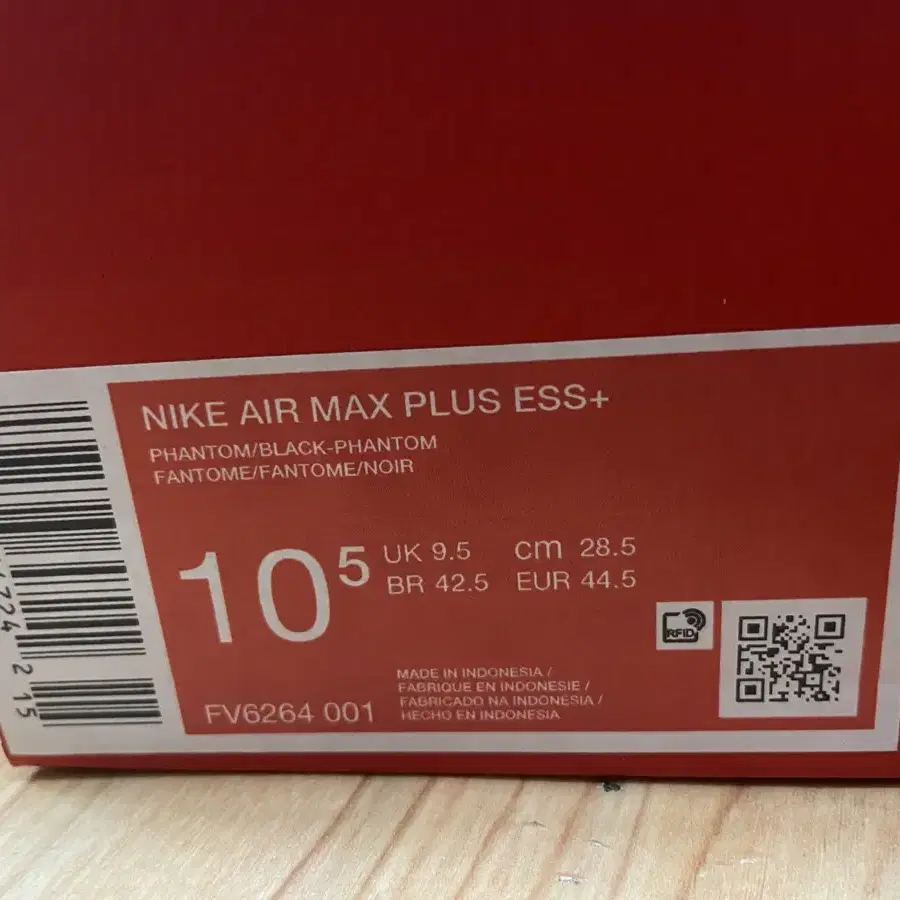 NIKE AIR MAX PLUS ESS+
PHANTOM/BLACK-PHANTOM
FANTOME/FANTOME/NOIR
10 5
UK 9.5 cm 28.5
BR 42.5 EUR 44.5
RFID
MADE IN INDONESIA /
FABRIQUE EN INDONESIE /
FABRICADO NA INDONESIA /
HECHO EN INDONESIA
FV6264 001